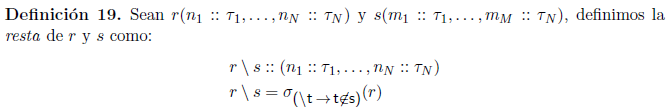 Definición 19. Sean r(n₁ :: τ₁, . . . , n_N :: τ_N) y s(m₁ :: τ₁, . . . , m_M :: τ_N), definimos la
resta de r y s como:
r \ s :: (n₁ :: τ₁, . . . , n_N :: τ_N)
r \ s = σ_(\t→t∉s)(r)